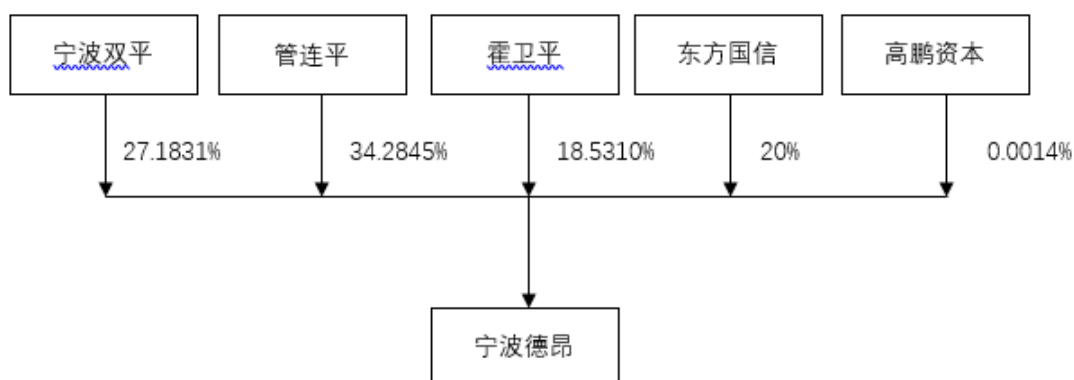 宁波双平
管连平
霍卫平
东方国信
高鹏资本
27.1831%
34.2845%
18.5310%
20%
0.0014%
宁波德昂